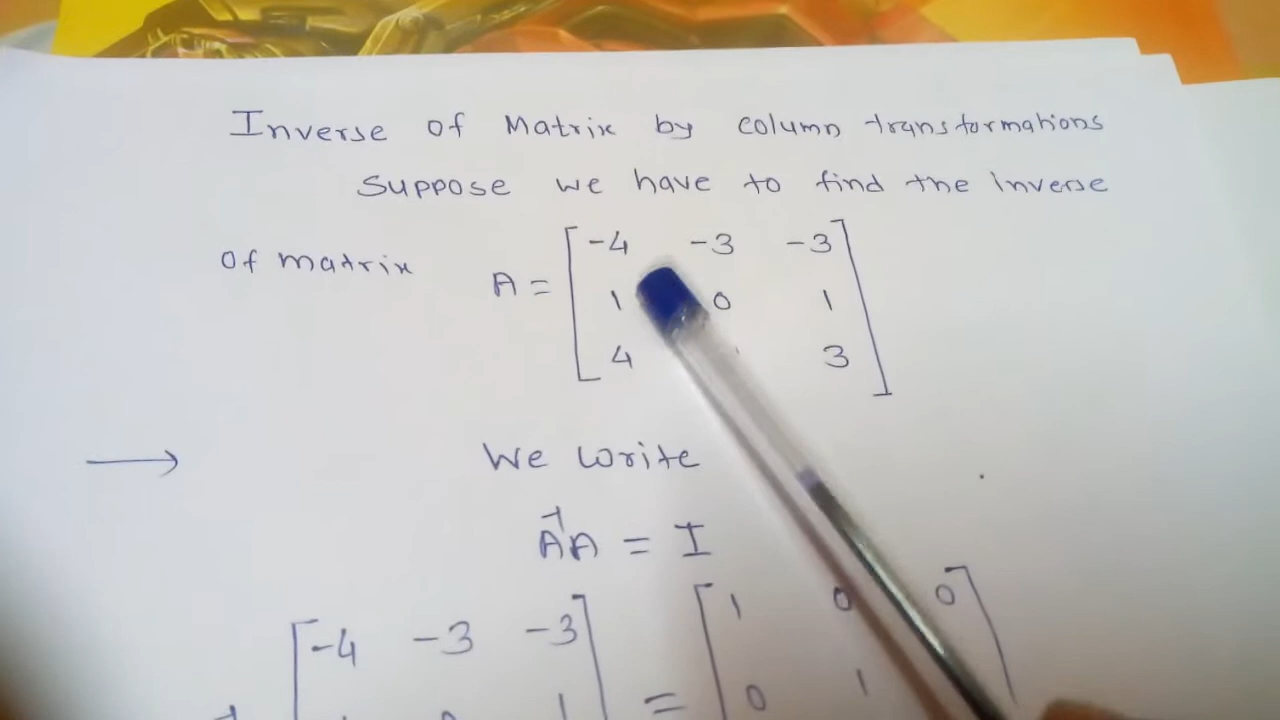 Inverse of Matrix by column transformations
Suppose we have to find the inverse
of matrix A = [ -4 -3 -3
1 0 1
4 3 ]
→ We write
A⁻¹A = I
[ -4 -3 -3 ] [ 1 0 0 ]
1 = 0 1